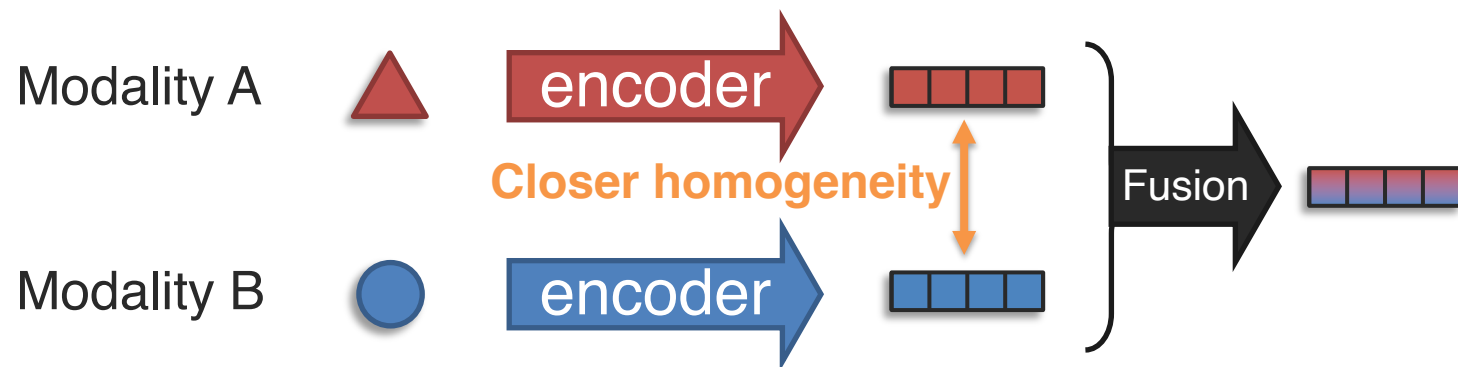 Modality A
encoder
Closer homogeneity
Fusion
Modality B
encoder